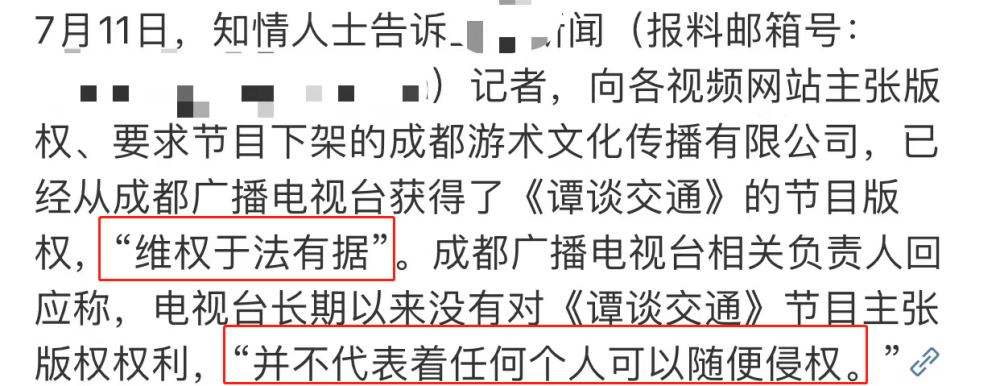 7月11日，知情人士告诉 闻（报料邮箱号：
）记者，向各视频网站主张版
权、要求节目下架的成都游术文化传播有限公司，已
经从成都广播电视台获得了《谭谈交通》的节目版
权，“维权于法有据”。成都广播电视台相关负责人回
应称，电视台长期以来没有对《谭谈交通》节目主张
版权权利，“并不代表着任何个人可以随便侵权。”